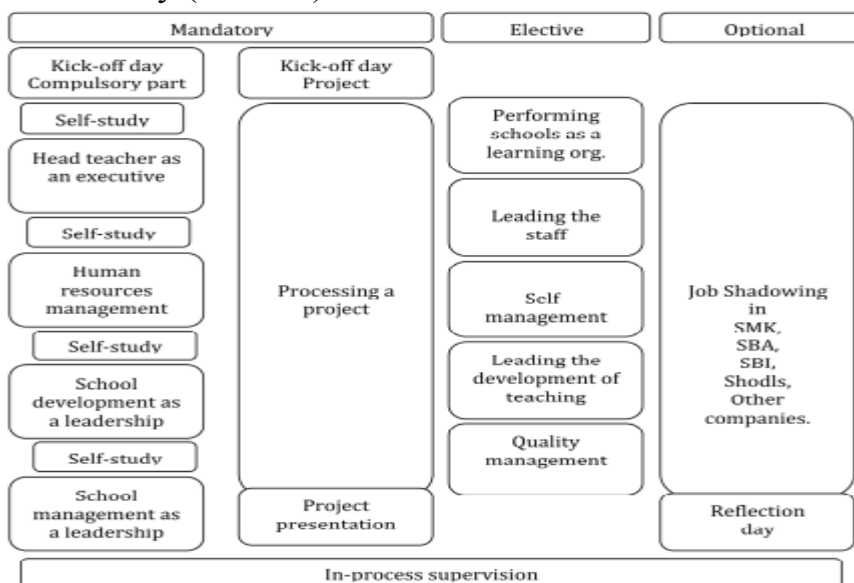 Mandatory
Elective
Optional
Kick-off day
Compulsory part
Self-study
Head teacher as
an executive
Self-study
Human
resources
management
Self-study
School
development as
a leadership
Self-study
School
management as
a leadership
Kick-off day
Project
Processing a
project
Project
presentation
Performing
schools as a
learning org.
Leading the
staff
Self
management
Leading the
development of
teaching
Quality
management
Job Shadowing
in
SMK,
SBA,
SBI,
Shodls,
Other
companies.
Reflection
day
In-process supervision